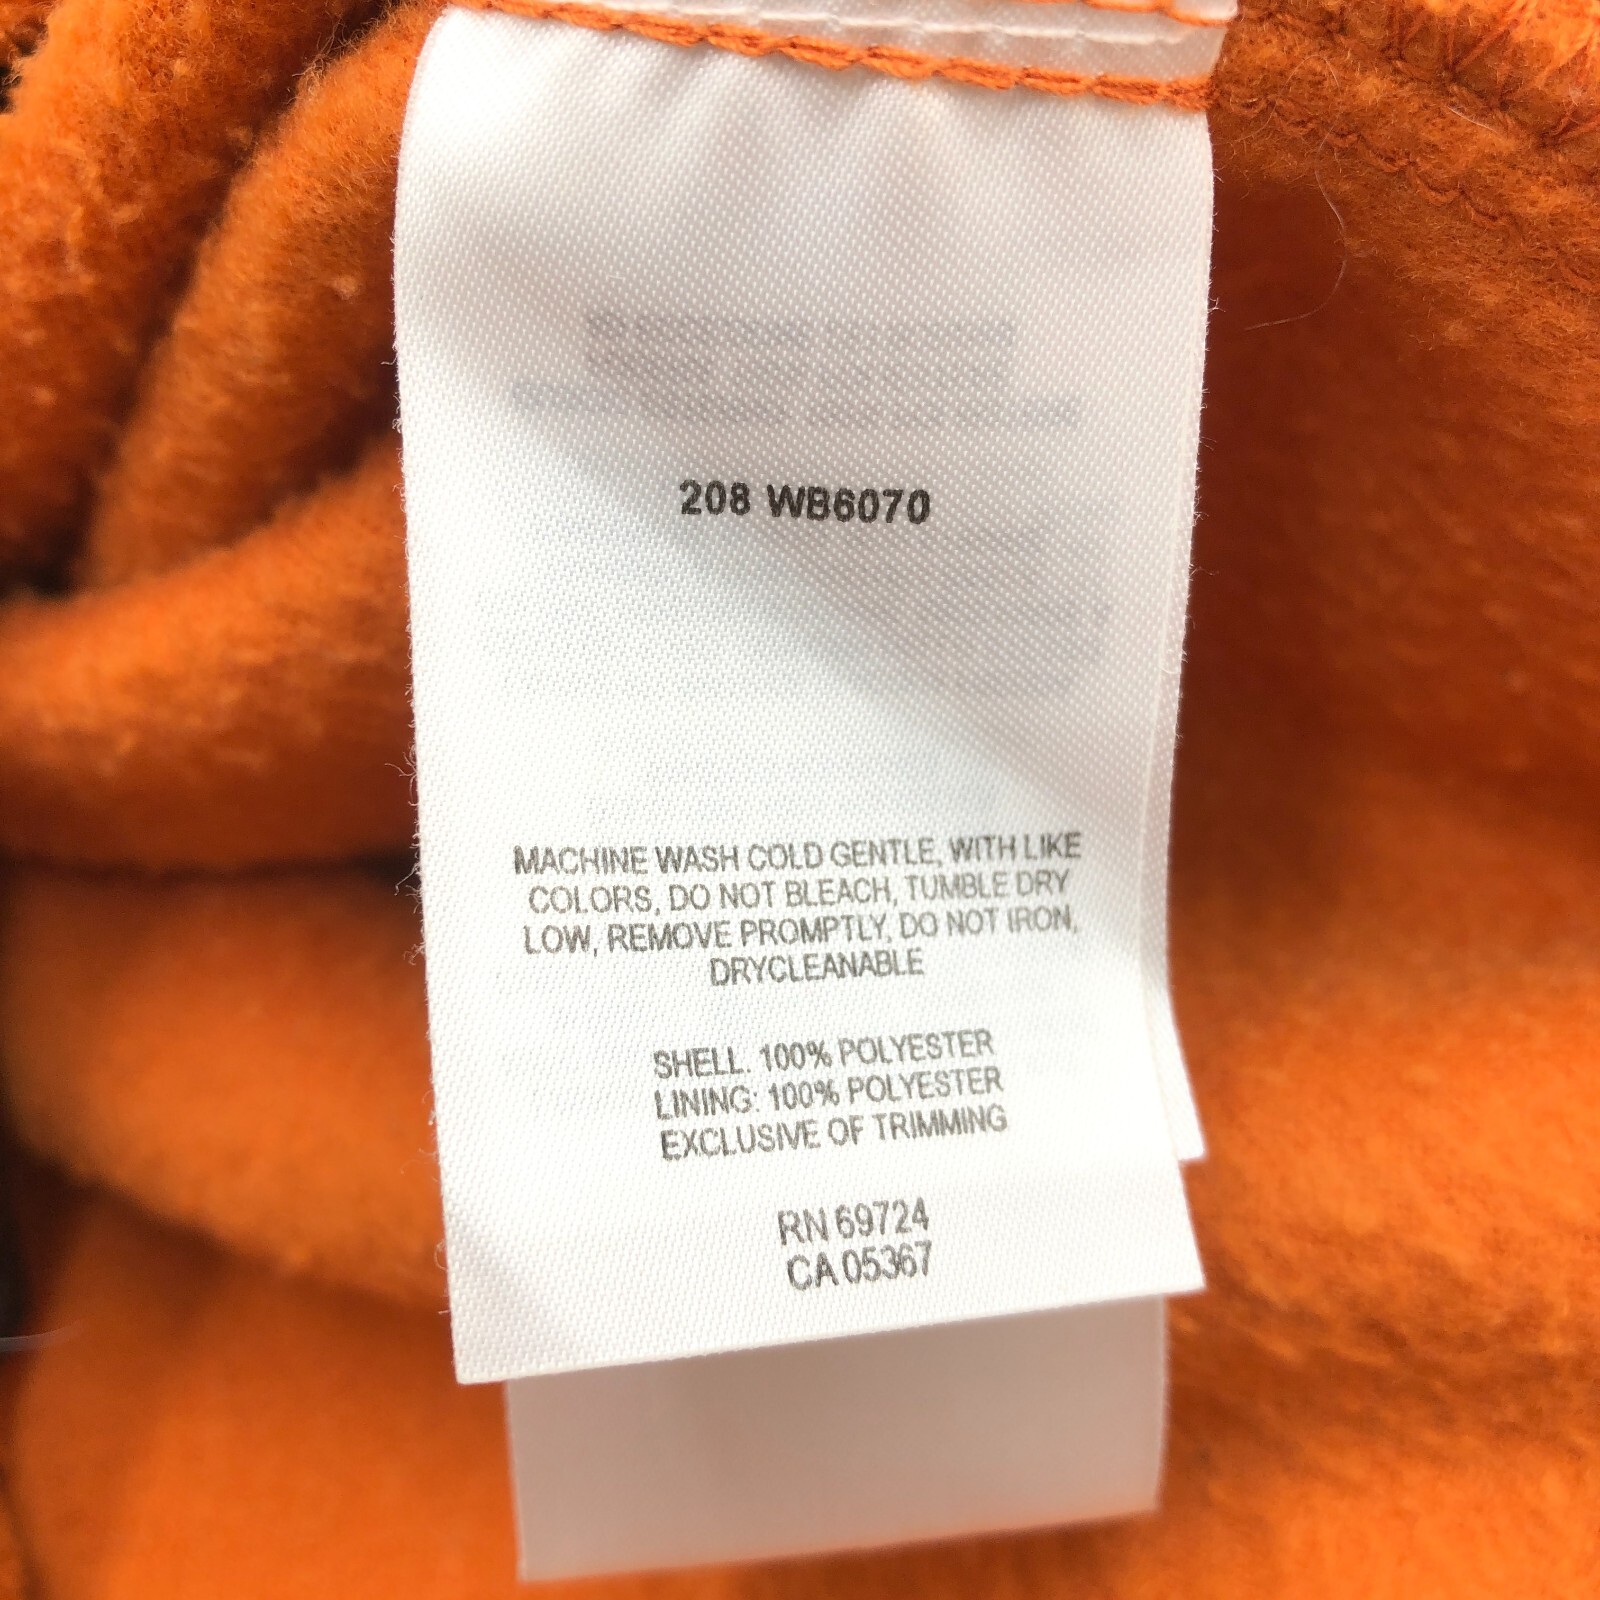 208 WB6070
MACHINE WASH COLD GENTLE, WITH LIKE
COLORS, DO NOT BLEACH, TUMBLE DRY
LOW, REMOVE PROMPTLY, DO NOT IRON,
DRYCLEANABLE
SHELL: 100% POLYESTER
LINING: 100% POLYESTER
EXCLUSIVE OF TRIMMING
RN 69724
CA 05367